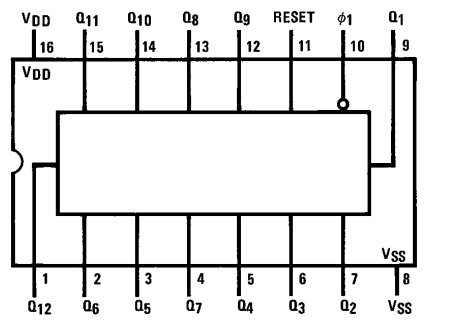 VDD Q11 Q10 Q8 Q9 RESET ϕ1 Q1
16 15 14 13 12 11 10 9
VDD
VSS
1 2 3 4 5 6 7 8
Q12 Q6 Q5 Q7 Q4 Q3 Q2 VSS